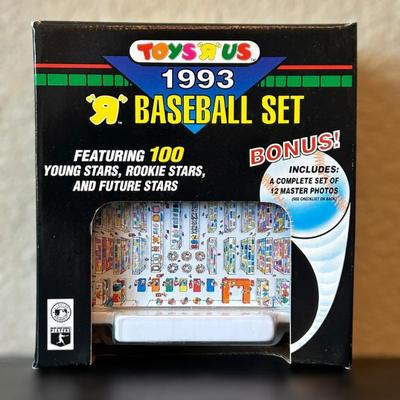 TOYS "R" US
1993
"R" BASEBALL SET
FEATURING 100
YOUNG STARS, ROOKIE STARS,
AND FUTURE STARS
BONUS!
INCLUDES:
A COMPLETE SET OF
12 MASTER PHOTOS
(SEE CHECKLIST ON BACK)
PLAYERS